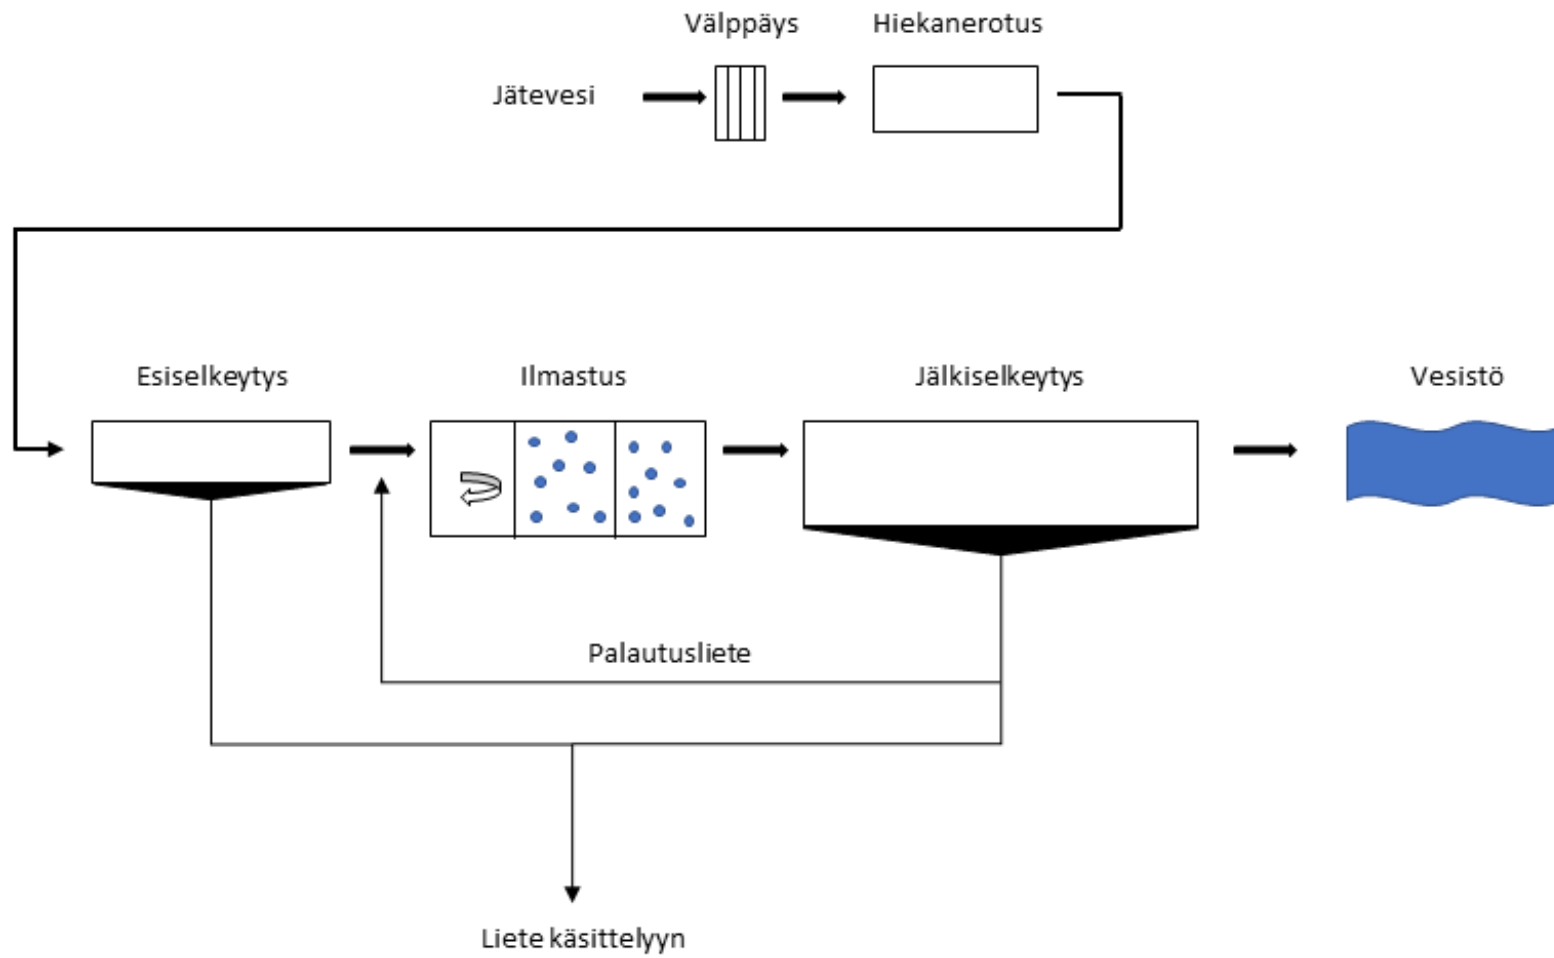 Välppäys
Hiekanerotus
Jätevesi
Esiselkeytys
Ilmastus
Jälkiselkeytys
Vesistö
Palautusliete
Liete käsittelyyn